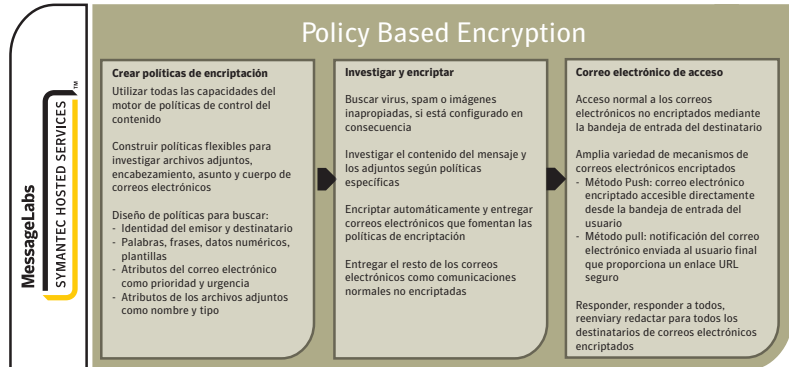 MessageLabs
SYMANTEC HOSTED SERVICES ™
Policy Based Encryption
Crear políticas de encriptación
Utilizar todas las capacidades del
motor de políticas de control del
contenido
Construir políticas flexibles para
investigar archivos adjuntos,
encabezamiento, asunto y cuerpo de
correos electrónicos
Diseño de políticas para buscar:
- Identidad del emisor y destinatario
- Palabras, frases, datos numéricos,
plantillas
- Atributos del correo electrónico
como prioridad y urgencia
- Atributos de los archivos adjuntos
como nombre y tipo
Investigar y encriptar
Buscar virus, spam o imágenes
inapropiadas, si está configurado en
consecuencia
Investigar el contenido del mensaje y
los adjuntos según políticas
específicas
Encriptar automáticamente y entregar
correos electrónicos que fomentan las
políticas de encriptación
Entregar el resto de los correos
electrónicos como comunicaciones
normales no encriptadas
Correo electrónico de acceso
Acceso normal a los correos
electrónicos no encriptados mediante
la bandeja de entrada del destinatario
Amplia variedad de mecanismos de
correos electrónicos encriptados
- Método Push: correo electrónico
encriptado accesible directamente
desde la bandeja de entrada del
usuario
- Método pull: notificación del correo
electrónico enviada al usuario final
que proporciona un enlace URL
seguro
Responder, responder a todos,
reenviary redactar para todos los
destinatarios de correos electrónicos
encriptados